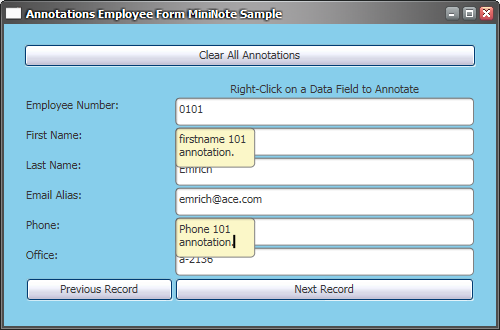 Annotations Employee Form MiniNote Sample
Clear All Annotations
Right-Click on a Data Field to Annotate
Employee Number:
0101
First Name:
firstname 101
annotation.
Last Name:
Emrich
Email Alias:
emrich@ace.com
Phone:
Phone 101
annotation.
Office:
a-2136
Previous Record
Next Record